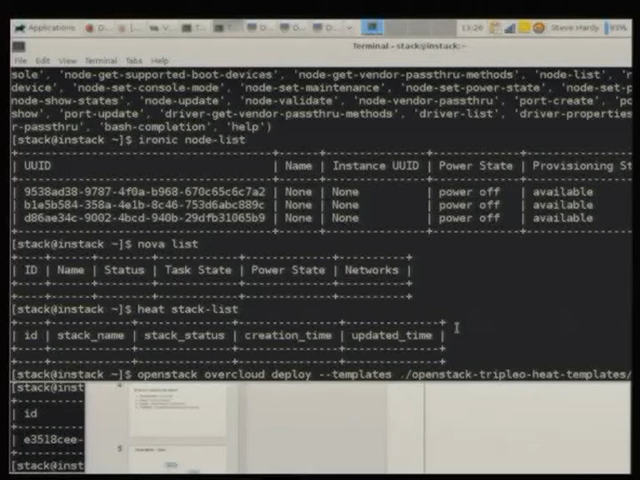 Applications
13:26
Steve Hardy
93%
Terminal - stack@instack:~
File Edit View Terminal Tabs Help
sole', 'node-get-supported-boot-devices', 'node-get-vendor-passthru-methods', 'node-list',
device', 'node-set-console-mode', 'node-set-maintenance', 'node-set-power-state', 'node-set-p
node-show-states', 'node-update', 'node-validate', 'node-vendor-passthru', 'port-create', 'po
show', 'port-update', 'driver-get-vendor-passthru-methods', 'driver-list', 'driver-properties
r-passthru', 'bash-completion', 'help')
[stack@instack ~]$ ironic node-list
| UUID | Name | Instance UUID | Power State | Provisioning St
| 9538ad38-9787-4f0a-b968-670c65c6c7a2 | None | None | power off | available
| b1e5b584-358a-4e1b-8c46-753d6abc889c | None | None | power off | available
| d86ae34c-9002-4bcd-940b-29dfb31065b9 | None | None | power off | available
[stack@instack ~]$ nova list
| ID | Name | Status | Task State | Power State | Networks |
[stack@instack ~]$ heat stack-list
| id | stack_name | stack_status | creation_time | updated_time |
[stack@instack ~]$ openstack overcloud deploy --templates ./openstack-tripleo-heat-templates/
[stack@inst
| id
| e3518cee-
[stack@inst
5